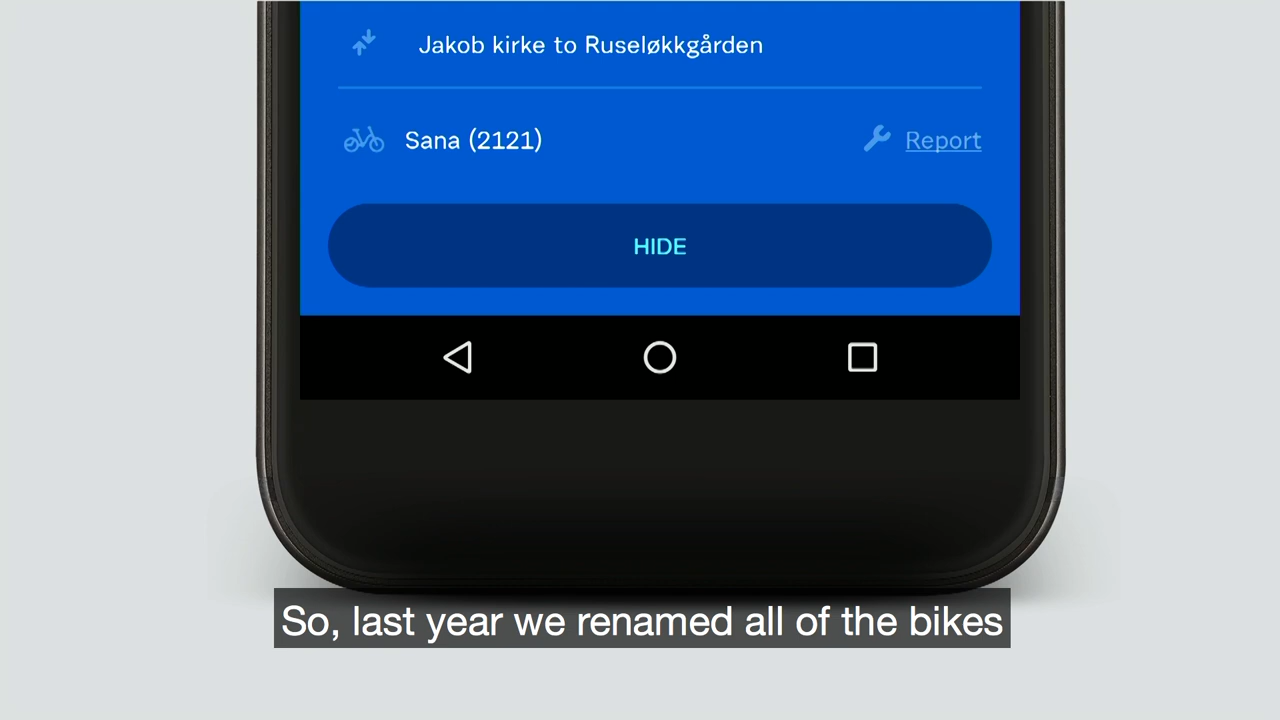 Jakob kirke to Ruseløkkgården
Sana (2121)
Report
HIDE
So, last year we renamed all of the bikes